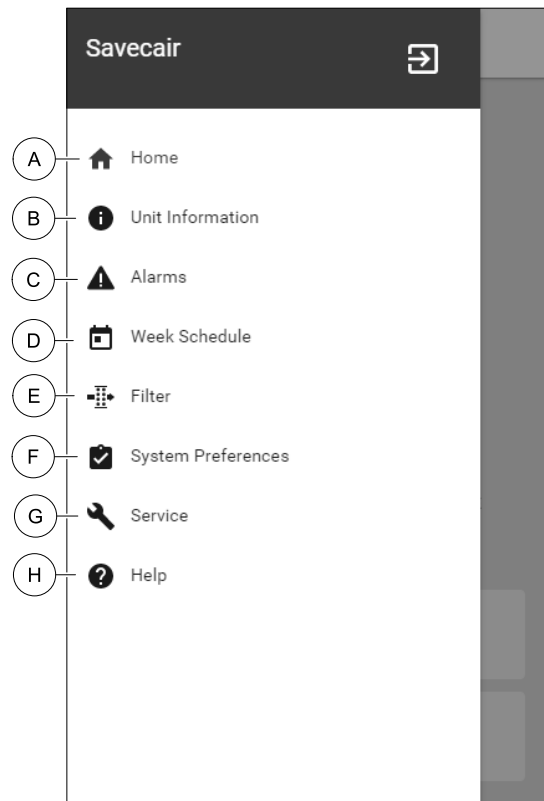 Savecair
A Home
B Unit Information
C Alarms
D Week Schedule
E Filter
F System Preferences
G Service
H Help